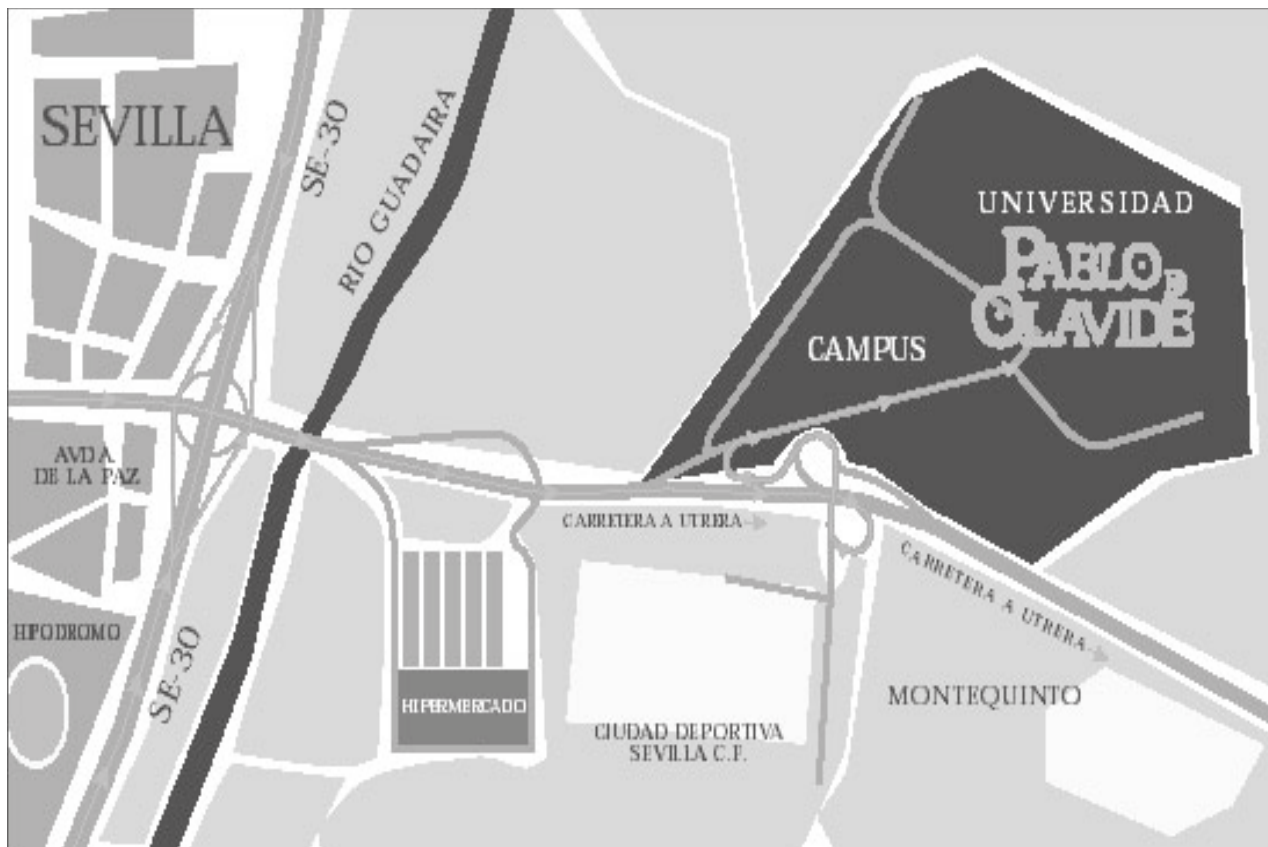 SEVILLA
SE-30
RIO GUADAIRA
UNIVERSIDAD
PABLO DE
OLAVIDE
CAMPUS
AVDA.
DE LA PAZ
CARRETERA A UTRERA
CARRETERA A UTRERA
HIPODROMO
SE-30
HIPERMERCADO
MONTEQUINTO
CIUDAD DEPORTIVA
SEVILLA C.F.